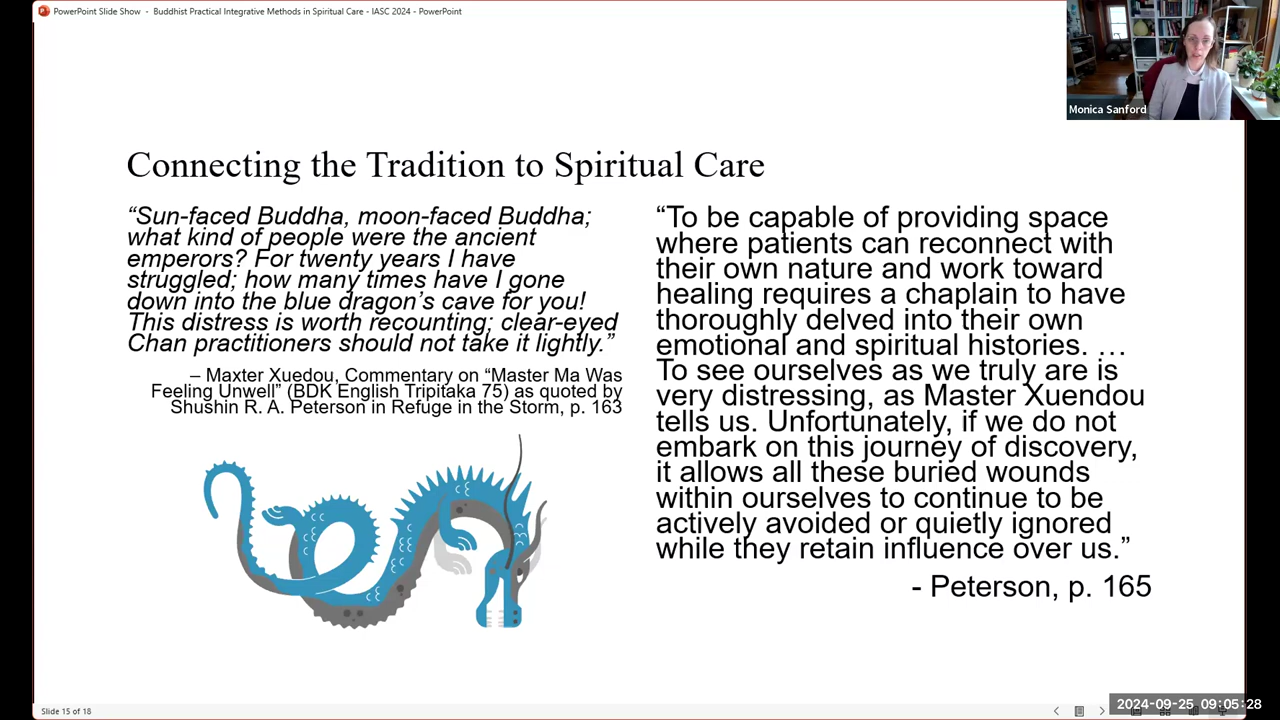 PowerPoint Slide Show - Buddhist Practical Integrative Methods in Spiritual Care - IASC 2024 - PowerPoint
Monica Sanford
Connecting the Tradition to Spiritual Care
“Sun-faced Buddha, moon-faced Buddha;
what kind of people were the ancient
emperors? For twenty years I have
struggled; how many times have I gone
down into the blue dragon’s cave for you!
This distress is worth recounting; clear-eyed
Chan practitioners should not take it lightly.”
– Maxter Xuedou, Commentary on “Master Ma Was
Feeling Unwell” (BDK English Tripitaka 75) as quoted by
Shushin R. A. Peterson in Refuge in the Storm, p. 163
“To be capable of providing space
where patients can reconnect with
their own nature and work toward
healing requires a chaplain to have
thoroughly delved into their own
emotional and spiritual histories. …
To see ourselves as we truly are is
very distressing, as Master Xuendou
tells us. Unfortunately, if we do not
embark on this journey of discovery,
it allows all these buried wounds
within ourselves to continue to be
actively avoided or quietly ignored
while they retain influence over us.”
- Peterson, p. 165
Slide 15 of 18
2024-09-25 09:05:28